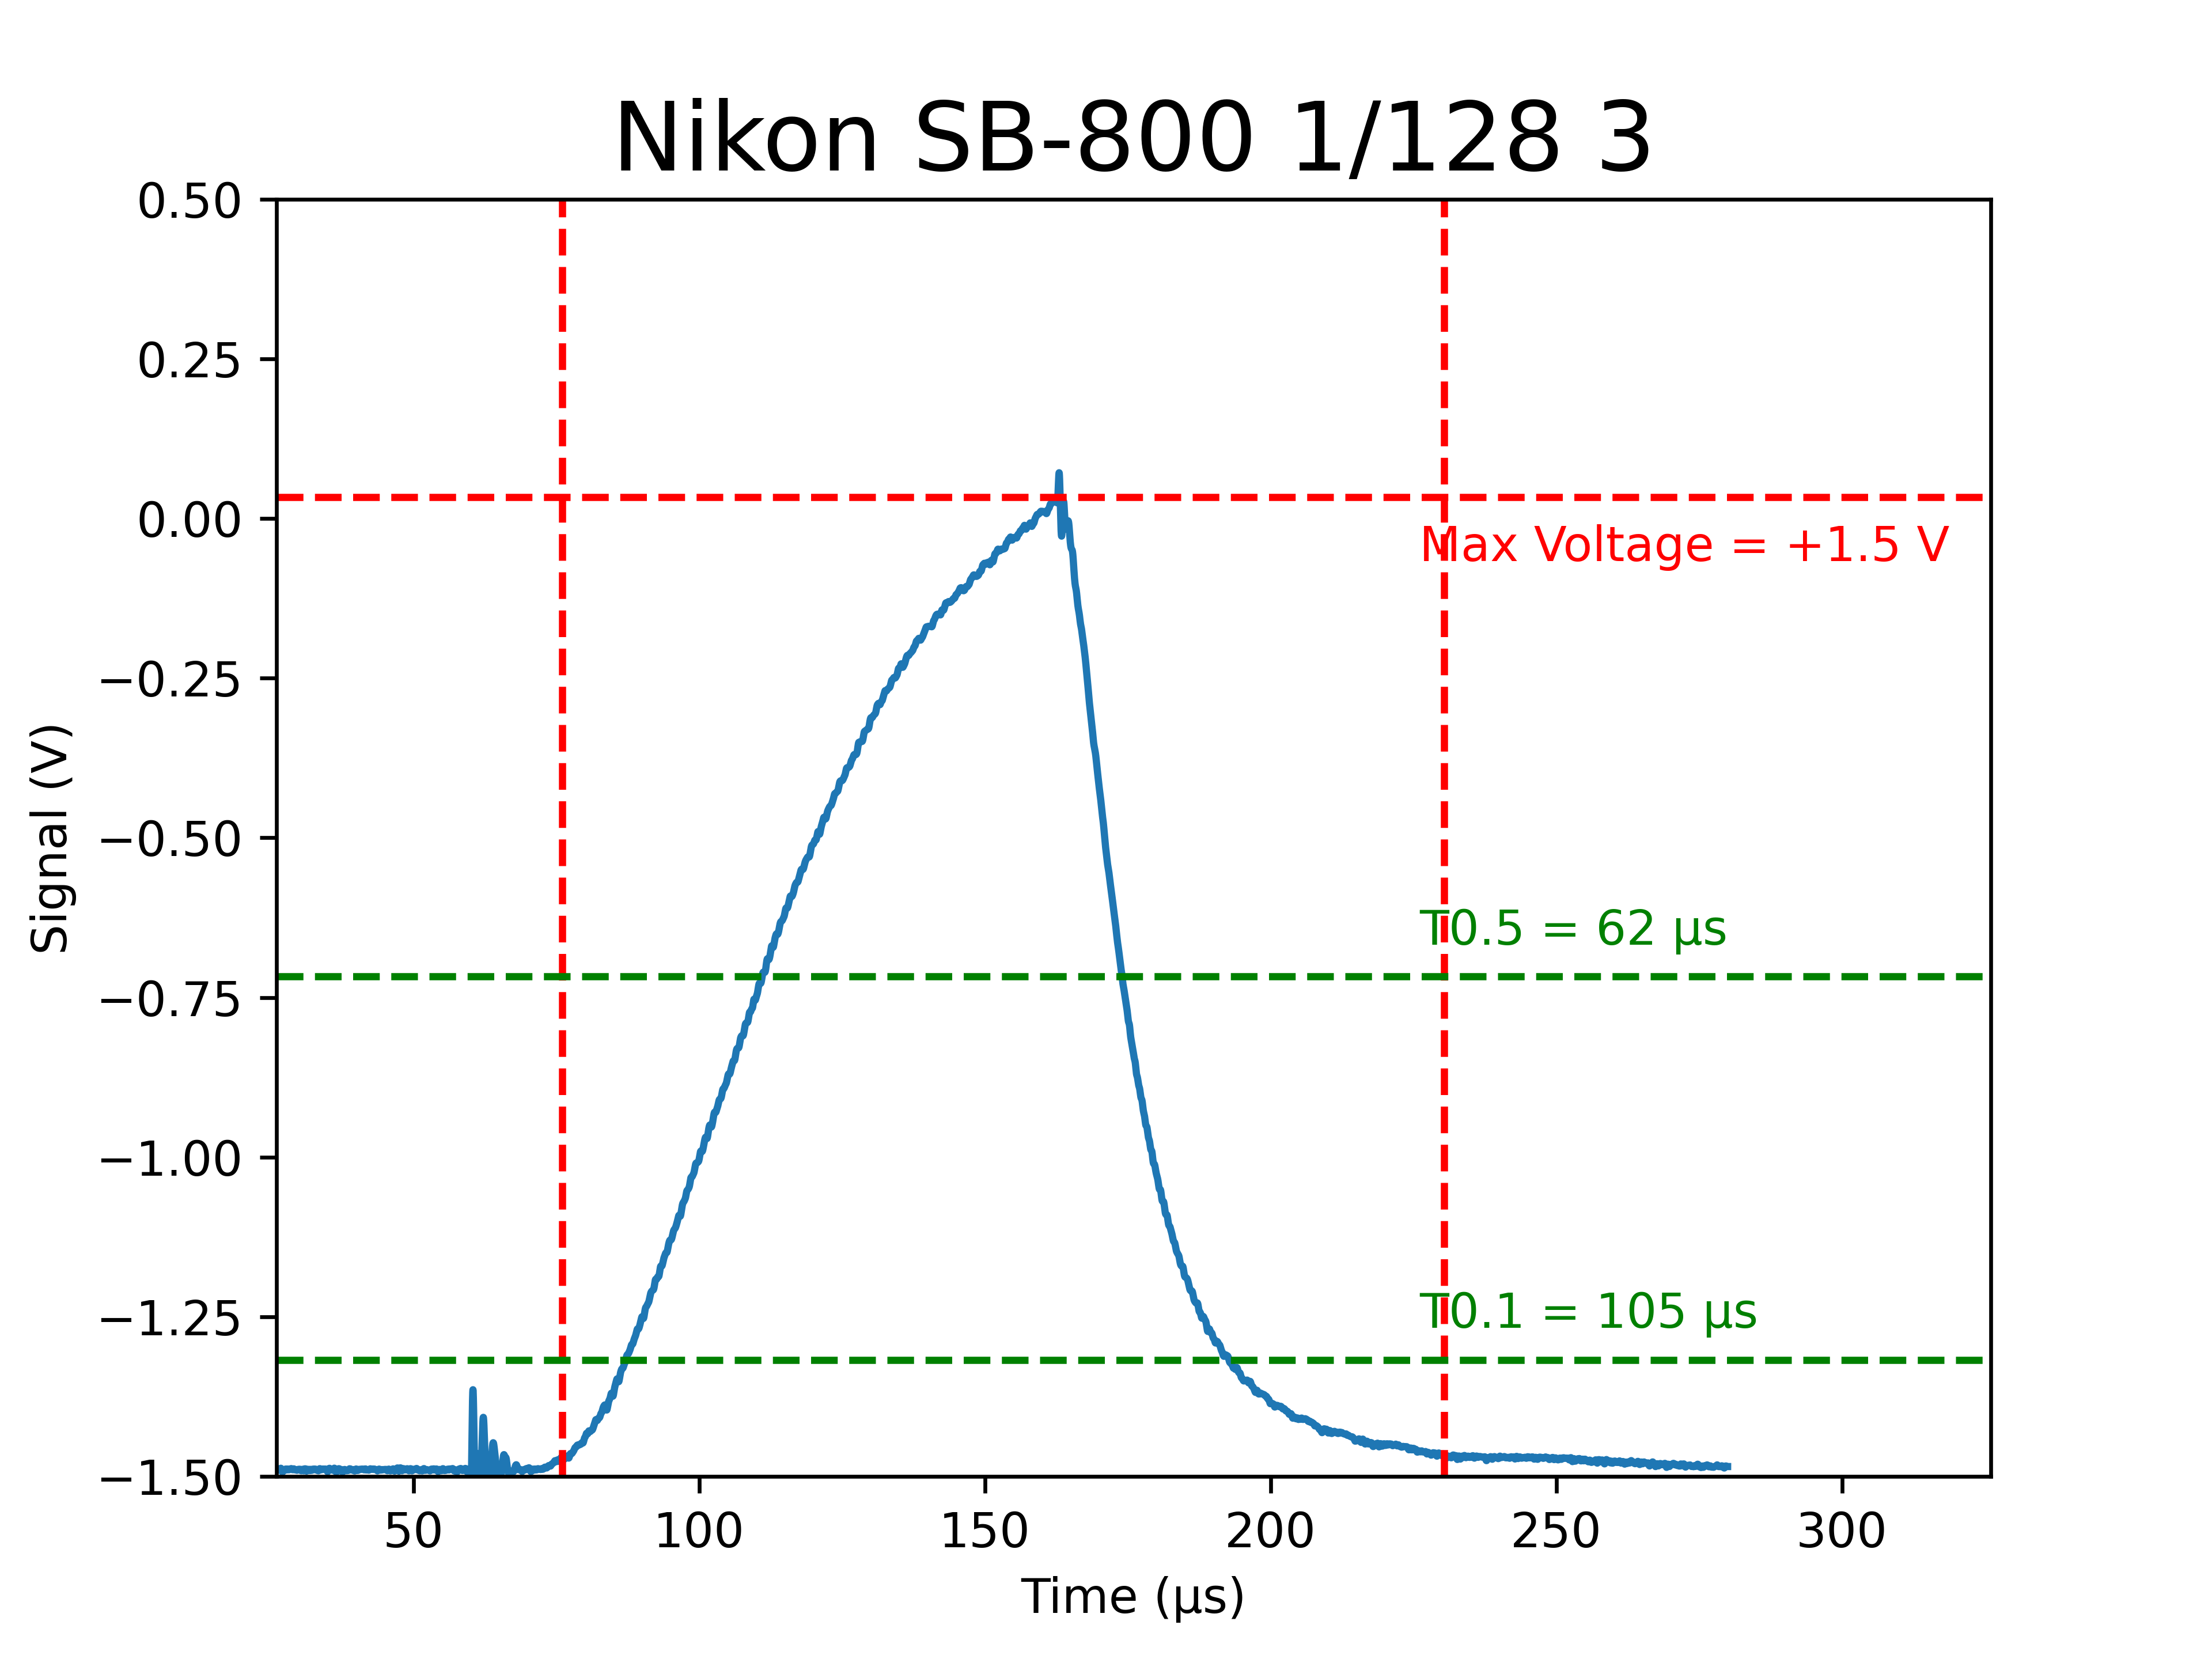 Nikon SB-800 1/128 3
0.50
0.25
0.00
−0.25
−0.50
−0.75
−1.00
−1.25
−1.50
Signal (V)
Max Voltage = +1.5 V
T0.5 = 62 µs
T0.1 = 105 µs
50 100 150 200 250 300
Time (µs)